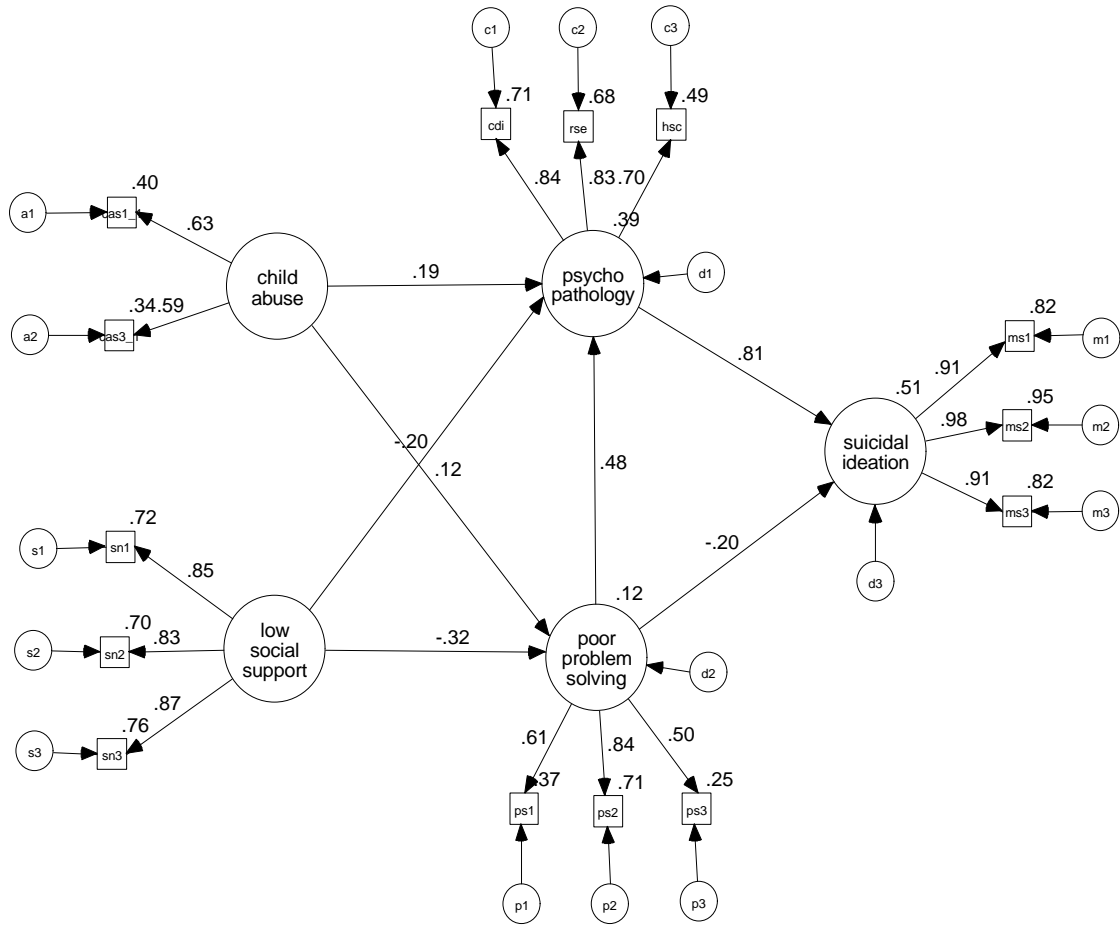 c1
c2
c3
.71
.68
.49
cdi
rse
hsc
.84
.83
.70
.39
a1
.40
.63
child
abuse
.19
psycho
pathology
d1
a2
.34
.59
.82
ms1
m1
.81
.91
.51
.95
.98
ms2
m2
suicidal
ideation
.91
.82
ms3
m3
-.20
.12
.48
s1
.72
sn1
.85
-.20
d3
.12
s2
.70
sn2
.83
low
social
support
-.32
poor
problem
solving
d2
s3
.76
sn3
.87
.61
.84
.50
.37
.71
.25
ps1
ps2
ps3
p1
p2
p3